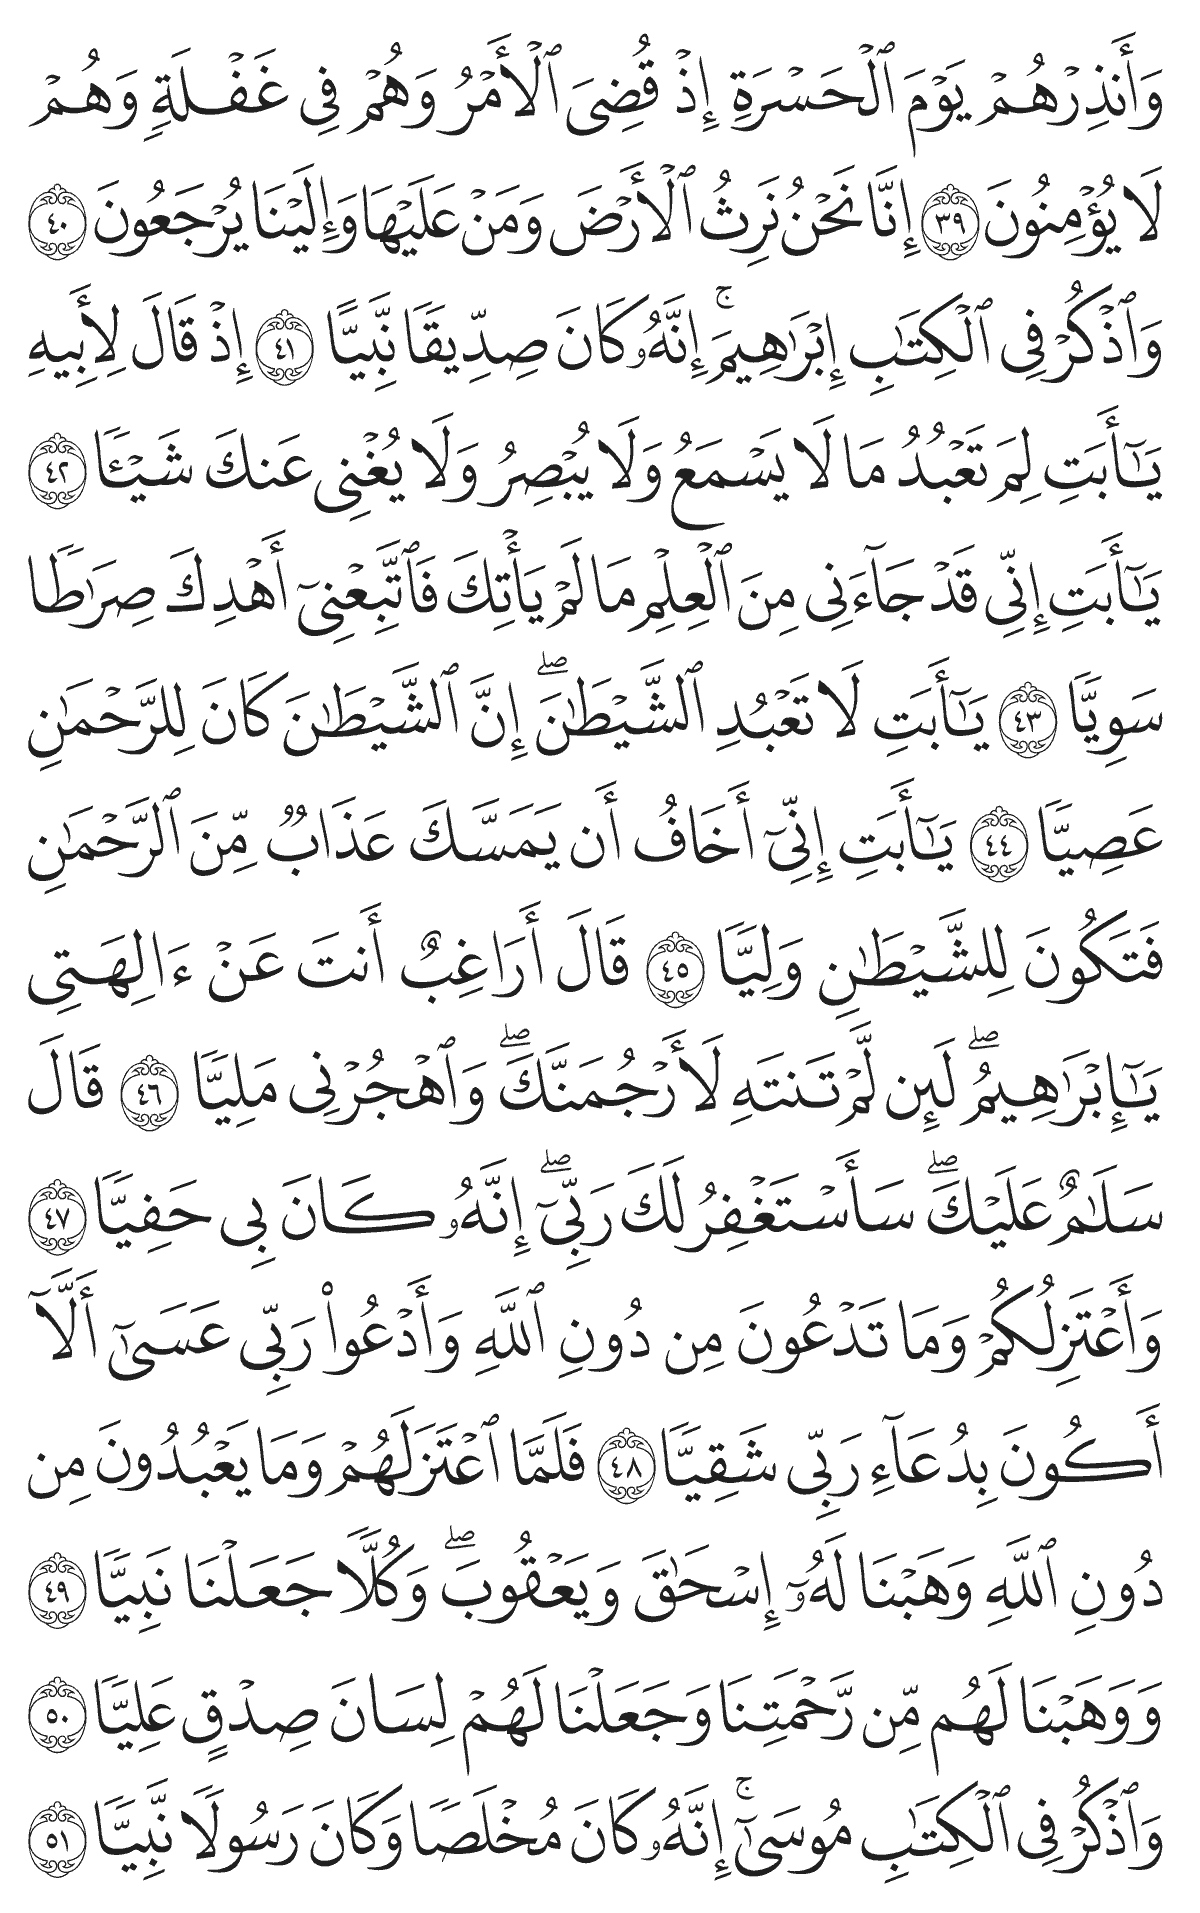 وَأَنذِرْهُمْ يَوْمَ ٱلْحَسْرَةِ إِذْ قُضِىَ ٱلْأَمْرُ وَهُمْ فِى غَفْلَةٍ وَهُمْ
لَا يُؤْمِنُونَ ٣٩ إِنَّا نَحْنُ نَرِثُ ٱلْأَرْضَ وَمَنْ عَلَيْهَا وَإِلَيْنَا يُرْجَعُونَ ٤٠
وَٱذْكُرْ فِى ٱلْكِتَٰبِ إِبْرَٰهِيمَ ۚ إِنَّهُۥ كَانَ صِدِّيقًا نَّبِيًّا ٤١ إِذْ قَالَ لِأَبِيهِ
يَٰٓأَبَتِ لِمَ تَعْبُدُ مَا لَا يَسْمَعُ وَلَا يُبْصِرُ وَلَا يُغْنِى عَنكَ شَيْـًٔا ٤٢
يَٰٓأَبَتِ إِنِّى قَدْ جَآءَنِى مِنَ ٱلْعِلْمِ مَا لَمْ يَأْتِكَ فَٱتَّبِعْنِىٓ أَهْدِكَ صِرَٰطًا
سَوِيًّا ٤٣ يَٰٓأَبَتِ لَا تَعْبُدِ ٱلشَّيْطَٰنَ ۖ إِنَّ ٱلشَّيْطَٰنَ كَانَ لِلرَّحْمَٰنِ
عَصِيًّا ٤٤ يَٰٓأَبَتِ إِنِّىٓ أَخَافُ أَن يَمَسَّكَ عَذَابٌ مِّنَ ٱلرَّحْمَٰنِ
فَتَكُونَ لِلشَّيْطَٰنِ وَلِيًّا ٤٥ قَالَ أَرَاغِبٌ أَنتَ عَنْ ءَالِهَتِى
يَٰٓإِبْرَٰهِيمُ ۖ لَئِن لَّمْ تَنتَهِ لَأَرْجُمَنَّكَ ۖ وَٱهْجُرْنِى مَلِيًّا ٤٦ قَالَ
سَلَٰمٌ عَلَيْكَ ۖ سَأَسْتَغْفِرُ لَكَ رَبِّىٓ ۖ إِنَّهُۥ كَانَ بِى حَفِيًّا ٤٧
وَأَعْتَزِلُكُمْ وَمَا تَدْعُونَ مِن دُونِ ٱللَّهِ وَأَدْعُوا۟ رَبِّى عَسَىٰٓ أَلَّآ
أَكُونَ بِدُعَآءِ رَبِّى شَقِيًّا ٤٨ فَلَمَّا ٱعْتَزَلَهُمْ وَمَا يَعْبُدُونَ مِن
دُونِ ٱللَّهِ وَهَبْنَا لَهُۥٓ إِسْحَٰقَ وَيَعْقُوبَ ۖ وَكُلًّا جَعَلْنَا نَبِيًّا ٤٩
وَوَهَبْنَا لَهُم مِّن رَّحْمَتِنَا وَجَعَلْنَا لَهُمْ لِسَانَ صِدْقٍ عَلِيًّا ٥٠
وَٱذْكُرْ فِى ٱلْكِتَٰبِ مُوسَىٰٓ ۚ إِنَّهُۥ كَانَ مُخْلَصًا وَكَانَ رَسُولًا نَّبِيًّا ٥١